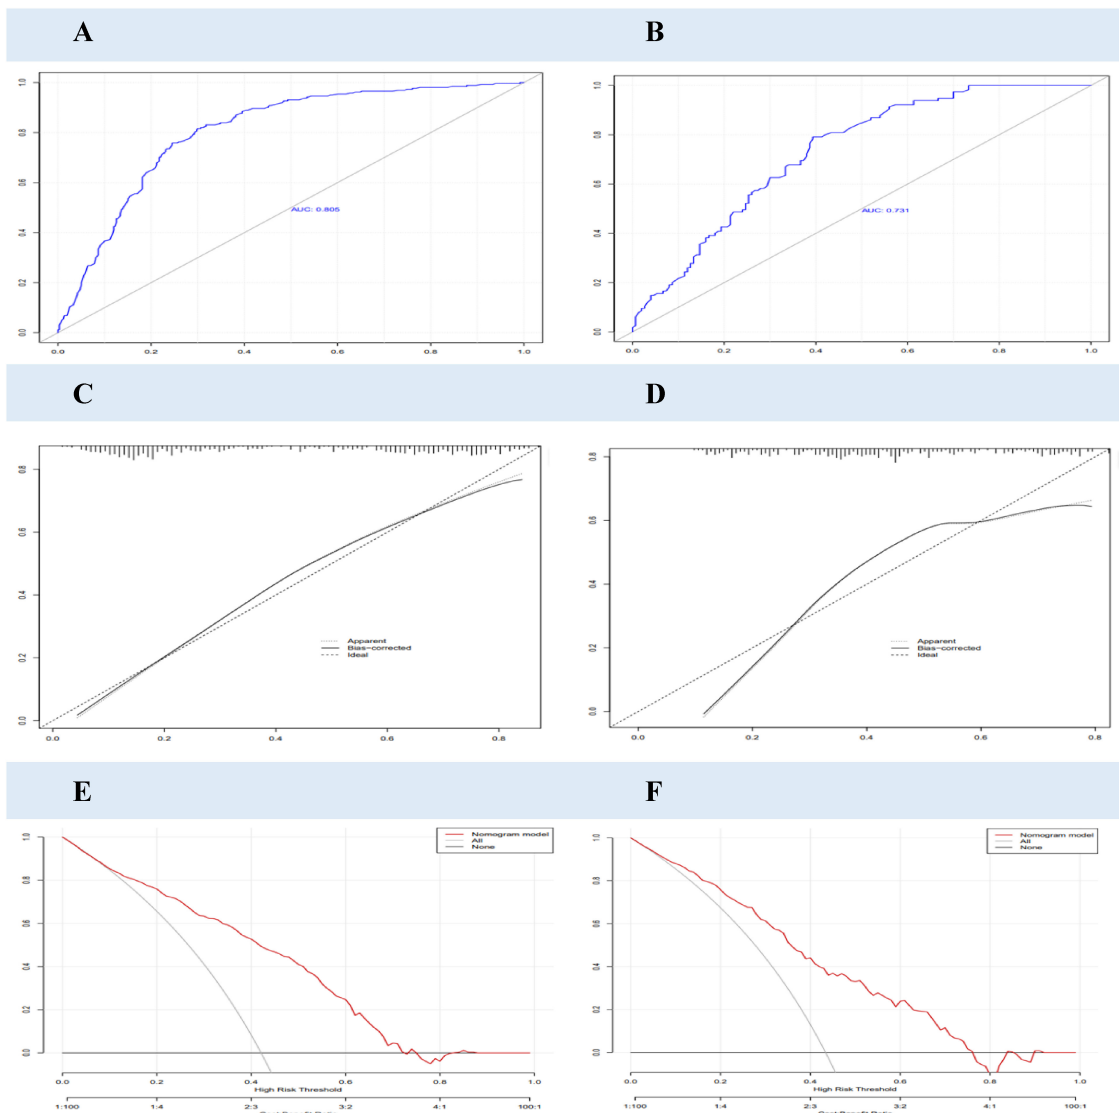 A B
0.0 0.2 0.4 0.6 0.8 1.0
AUC: 0.805
0.0 0.2 0.4 0.6 0.8 1.0
0.0 0.2 0.4 0.6 0.8 1.0
AUC: 0.731
0.0 0.2 0.4 0.6 0.8 1.0
C D
0.0 0.2 0.4 0.6 0.8
Apparent
Bias-corrected
Ideal
0.0 0.2 0.4 0.6 0.8
0.0 0.2 0.4 0.6 0.8
Apparent
Bias-corrected
Ideal
0.0 0.2 0.4 0.6 0.8
E F
0.0 0.2 0.4 0.6 0.8 1.0
Nomogram model
All
None
0.0 0.2 0.4 0.6 0.8 1.0
High Risk Threshold
1:100 1:4 2:3 3:2 4:1 100:1
0.0 0.2 0.4 0.6 0.8 1.0
Nomogram model
All
None
0.0 0.2 0.4 0.6 0.8 1.0
High Risk Threshold
1:100 1:4 2:3 3:2 4:1 100:1